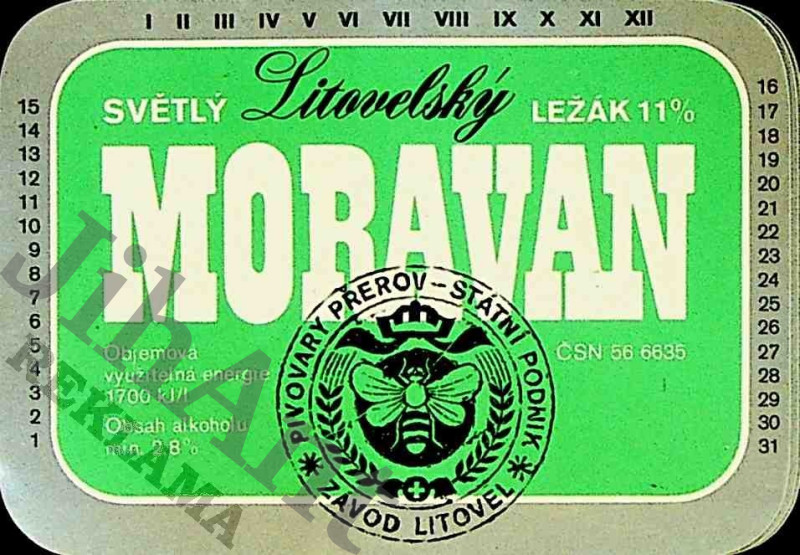 I II III IV V VI VII VIII IX X XI XII
SVĚTLÝ Litovelský LEŽÁK 11%
MORAVAN
15
14
13
12
11
10
9
8
7
6
5
4
3
2
1
16
17
18
19
20
21
22
23
24
25
26
27
28
29
30
31
Objemová
využitelná energie
1700 kJ/l
Obsah alkoholu
min. 2.8%
ČSN 56 6635
PIVOVARY PŘEROV - STÁTNÍ PODNIK
ZÁVOD LITOVEL
JihArt
REKLAMA